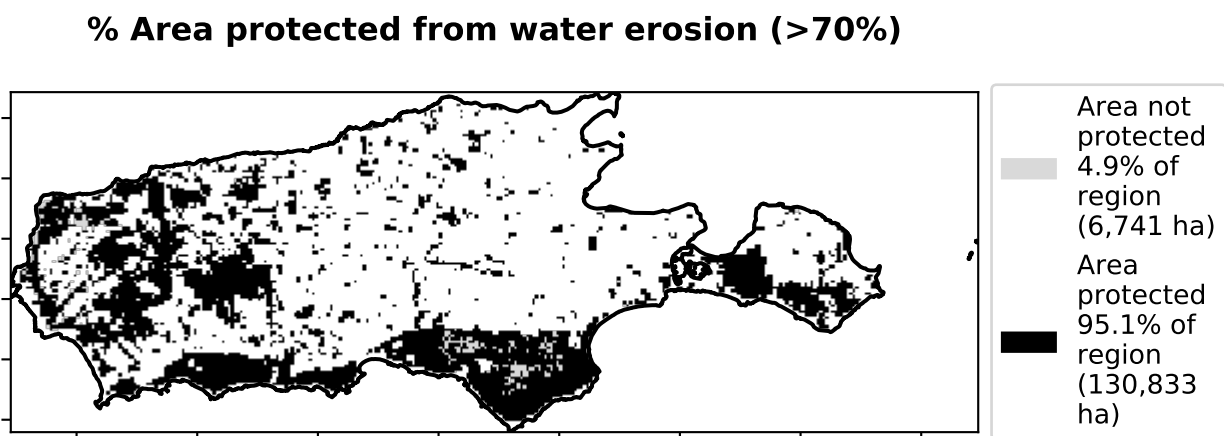 % Area protected from water erosion (>70%)
Area not
protected
4.9% of
region
(6,741 ha)
Area
protected
95.1% of
region
(130,833
ha)